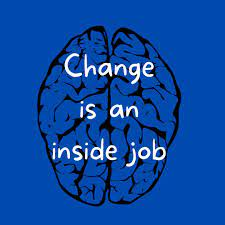 Change
is an
inside job